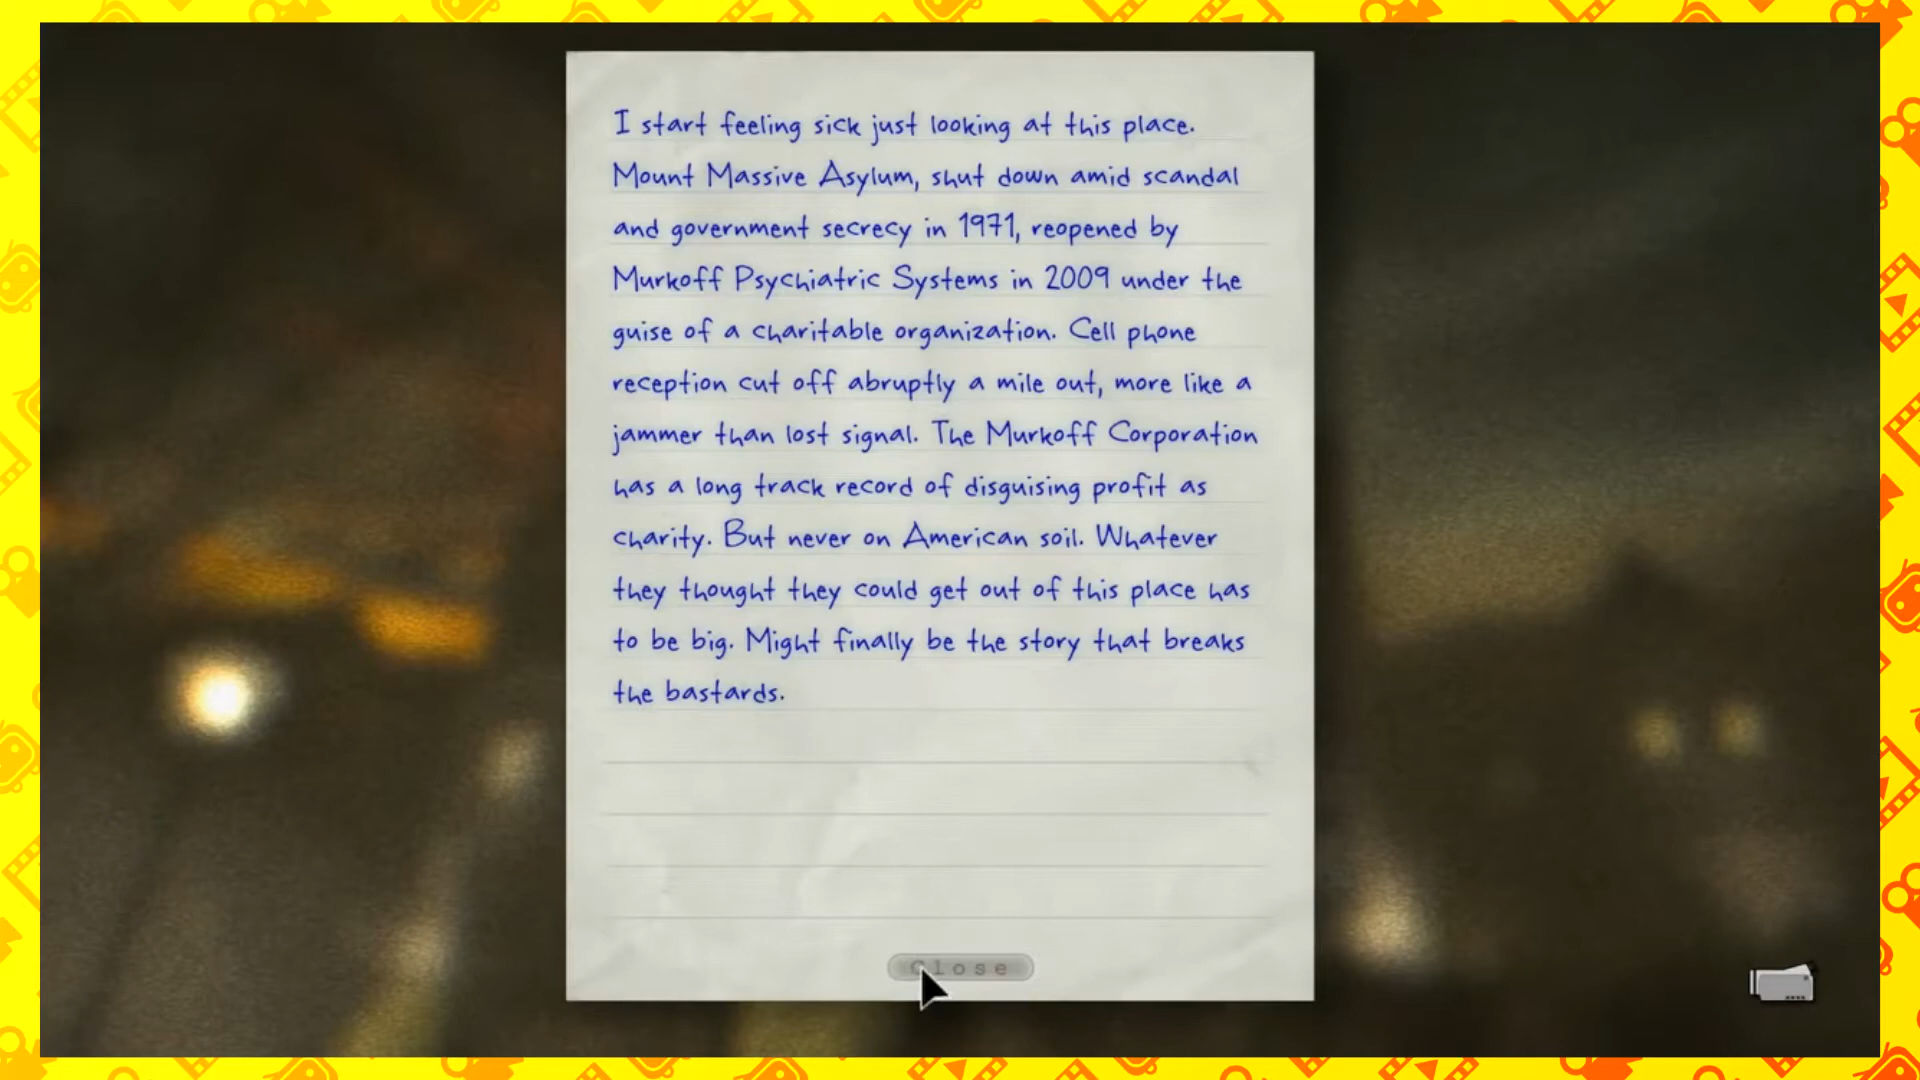 I start feeling sick just looking at this place.
Mount Massive Asylum, shut down amid scandal
and government secrecy in 1971, reopened by
Murkoff Psychiatric Systems in 2009 under the
guise of a charitable organization. Cell phone
reception cut off abruptly a mile out, more like a
jammer than lost signal. The Murkoff Corporation
has a long track record of disguising profit as
charity. But never on American soil. Whatever
they thought they could get out of this place has
to be big. Might finally be the story that breaks
the bastards.
Close